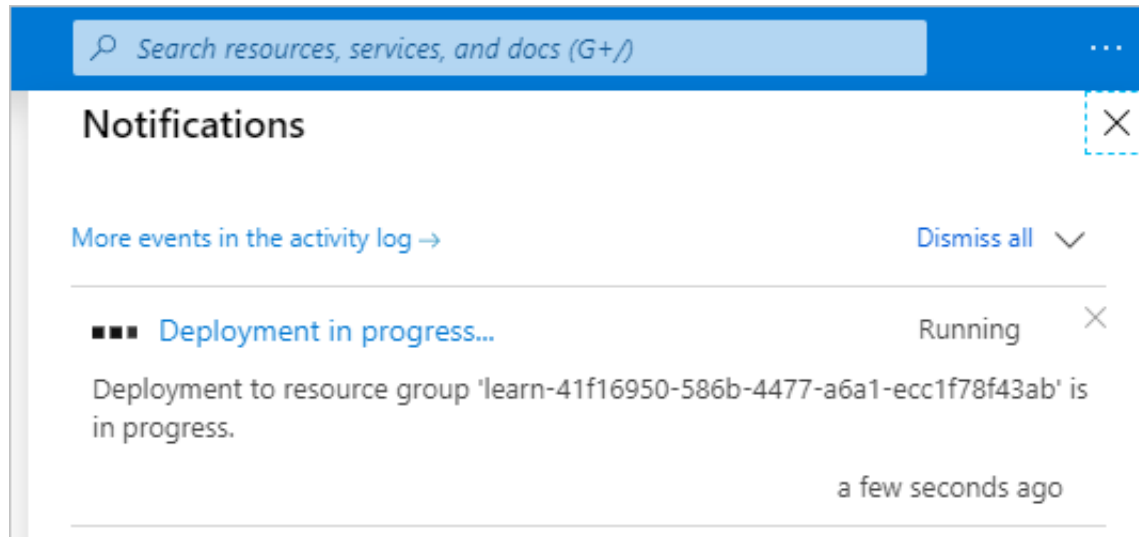 Search resources, services, and docs (G+/)
...
Notifications
More events in the activity log →
Dismiss all
Deployment in progress...
Running
Deployment to resource group 'learn-41f16950-586b-4477-a6a1-ecc1f78f43ab' is
in progress.
a few seconds ago